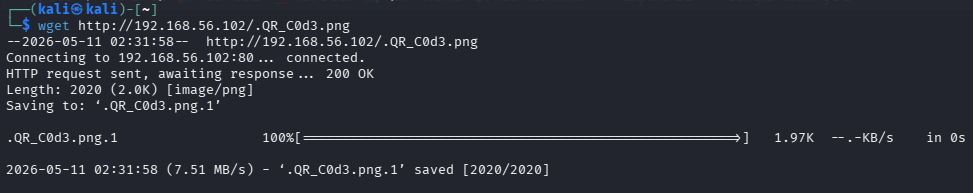 ┌──(kali㉿kali)-[~]
└─$ wget http://192.168.56.102/.QR_C0d3.png
--2026-05-11 02:31:58--  http://192.168.56.102/.QR_C0d3.png
Connecting to 192.168.56.102:80... connected.
HTTP request sent, awaiting response... 200 OK
Length: 2020 (2.0K) [image/png]
Saving to: ‘.QR_C0d3.png.1’
.QR_C0d3.png.1 100%[===================================================>] 1.97K --.-KB/s in 0s
2026-05-11 02:31:58 (7.51 MB/s) - ‘.QR_C0d3.png.1’ saved [2020/2020]